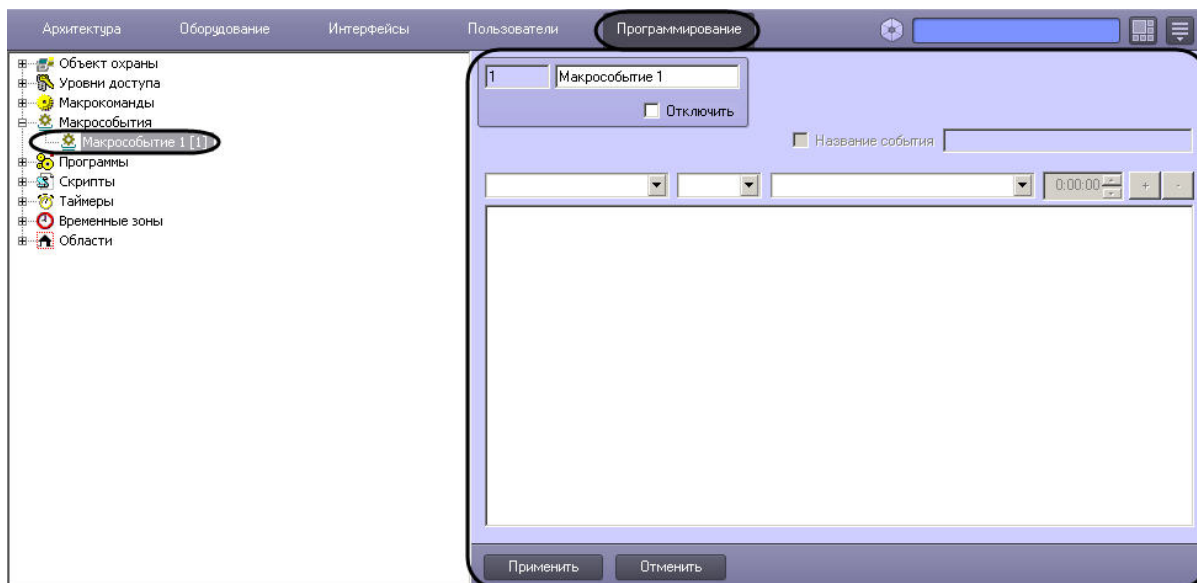 Архитектура Оборудование Интерфейсы Пользователи Программирование
Объект охраны
Уровни доступа
Макрокоманды
Макрособытия
Макрособытие 1 [1]
Программы
Скрипты
Таймеры
Временные зоны
Области
1 Макрособытие 1
Отключить
Название события
0:00:00 + -
Применить Отменить